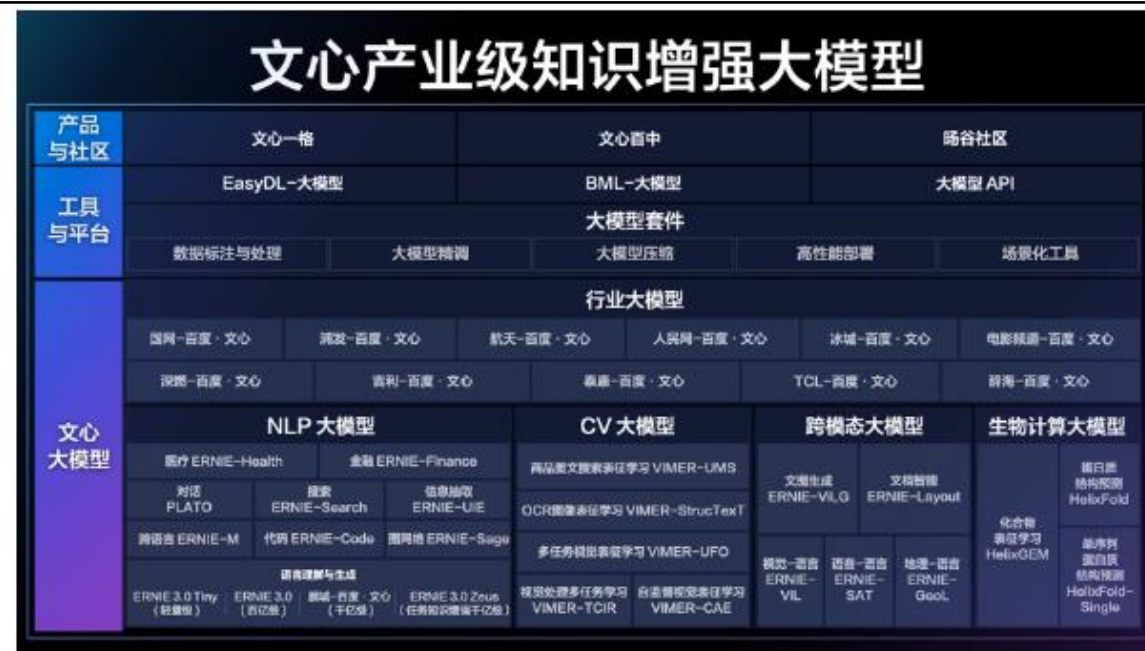 文心产业级知识增强大模型
产品
与社区
文心一格
文心百中
旸谷社区
工具
与平台
EasyDL-大模型
BML-大模型
大模型 API
大模型套件
数据标注与处理
大模型精调
大模型压缩
高性能部署
场景化工具
文心
大模型
行业大模型
国网-百度·文心
浦发-百度·文心
航天-百度·文心
人民网-百度·文心
冰城-百度·文心
电影频道-百度·文心
深燃-百度·文心
吉利-百度·文心
泰康-百度·文心
TCL-百度·文心
辞海-百度·文心
NLP 大模型
医疗 ERNIE-Health
金融 ERNIE-Finance
对话
PLATO
搜索
ERNIE-Search
信息抽取
ERNIE-UIE
跨语言 ERNIE-M
代码 ERNIE-Code
图网络 ERNIE-Sage
语言理解与生成
ERNIE 3.0 Tiny
(轻量级)
ERNIE 3.0
(百亿级)
鹏城-百度·文心
(千亿级)
ERNIE 3.0 Zeus
(任务知识增强千亿级)
CV 大模型
商品图文搜索表征学习 VIMER-UMS
OCR图像表征学习 VIMER-StrucTexT
多任务视觉表征学习 VIMER-UFO
视觉处理多任务学习
VIMER-TCIR
自监督视觉表征学习
VIMER-CAE
跨模态大模型
文图生成
ERNIE-ViLG
文档智能
ERNIE-Layout
视觉-语言
ERNIE-
ViL
语音-语言
ERNIE-
SAT
地理-语言
ERNIE-
GeoL
生物计算大模型
化合物
表征学习
HelixGEM
蛋白质
结构预测
HelixFold
单序列
蛋白质
结构预测
HelixFold-
Single